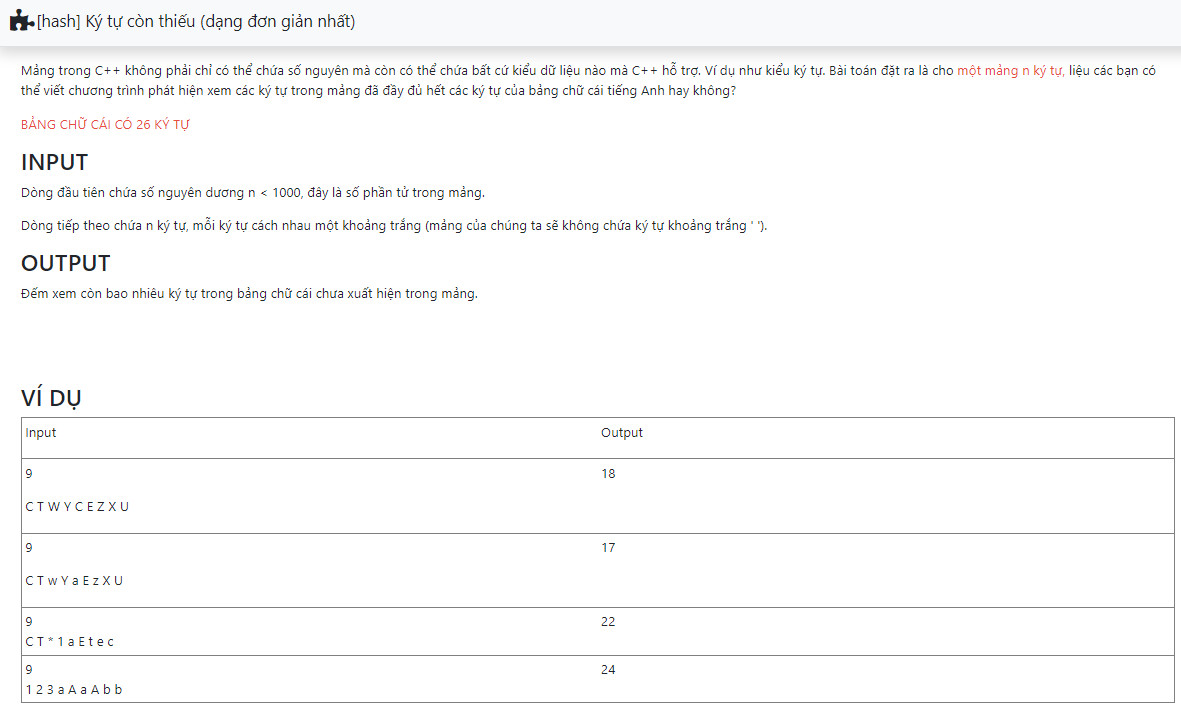 [hash] Ký tự còn thiếu (dạng đơn giản nhất)
Mảng trong C++ không phải chỉ có thể chứa số nguyên mà còn có thể chứa bất cứ kiểu dữ liệu nào mà C++ hỗ trợ. Ví dụ như kiểu ký tự. Bài toán đặt ra là cho một mảng n ký tự, liệu các bạn có
thể viết chương trình phát hiện xem các ký tự trong mảng đã đầy đủ hết các ký tự của bảng chữ cái tiếng Anh hay không?
BẢNG CHỮ CÁI CÓ 26 KÝ TỰ
INPUT
Dòng đầu tiên chứa số nguyên dương n < 1000, đây là số phần tử trong mảng.
Dòng tiếp theo chứa n ký tự, mỗi ký tự cách nhau một khoảng trắng (mảng của chúng ta sẽ không chứa ký tự khoảng trắng ' ').
OUTPUT
Đếm xem còn bao nhiêu ký tự trong bảng chữ cái chưa xuất hiện trong mảng.
VÍ DỤ
Input Output
9 18
C T W Y C E Z X U
9 17
C T w Y a E z X U
9 22
C T * 1 a E t e c
9 24
1 2 3 a A a A b b